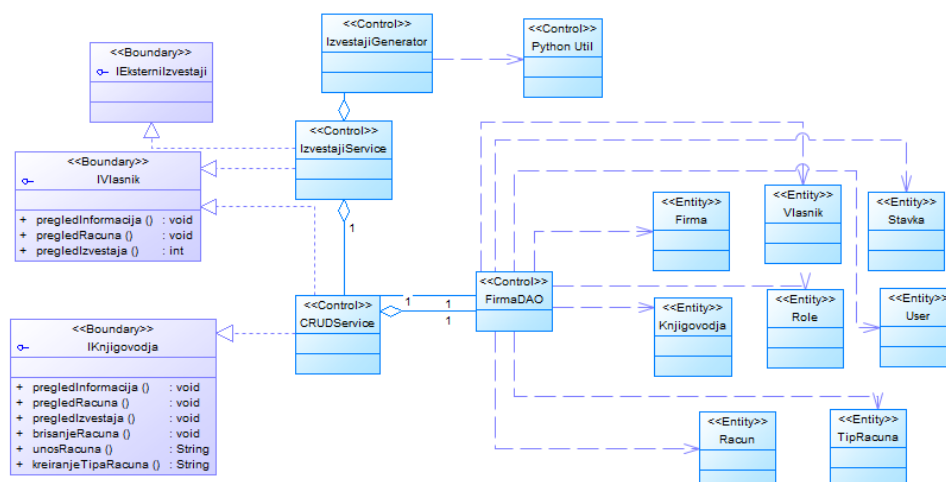 <<Control>>
IzvestajiGenerator
<<Control>>
Python Util
<<Boundary>>
IEksterniIzvestaji
<<Control>>
IzvestajiService
<<Boundary>>
IVlasnik
+ pregledInformacija () : void
+ pregledRacuna () : void
+ pregledIzvestaja () : int
1
<<Entity>>
Firma
<<Entity>>
Vlasnik
<<Entity>>
Stavka
<<Control>>
CRUDService
1
1
1
<<Control>>
FirmaDAO
<<Entity>>
Knjigovodja
<<Entity>>
Role
<<Entity>>
User
<<Boundary>>
IKnjigovodja
+ pregledInformacija () : void
+ pregledRacuna () : void
+ pregledIzvestaja () : void
+ brisanjeRacuna () : void
+ unosRacuna () : String
+ kreiranjeTipaRacuna () : String
<<Entity>>
Racun
<<Entity>>
TipRacuna